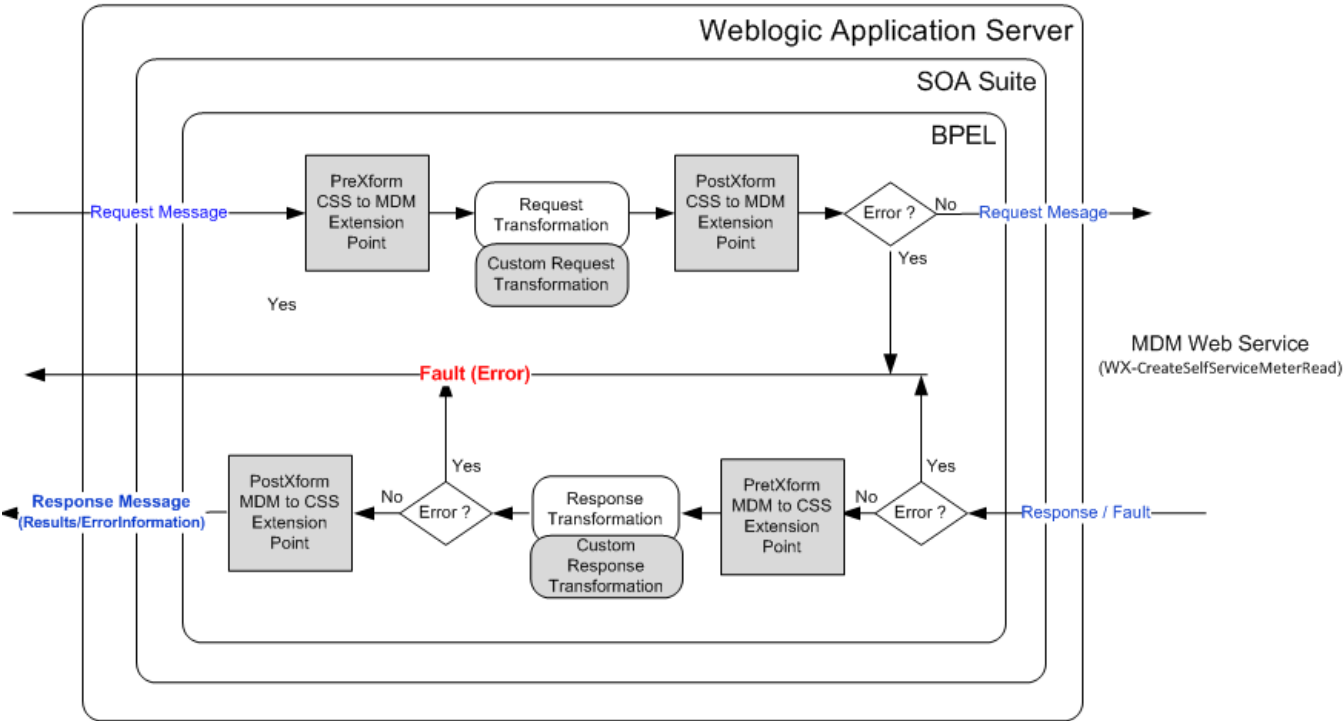 Weblogic Application Server
SOA Suite
BPEL
Request Message
PreXform
CSS to MDM
Extension
Point
Request
Transformation
Custom Request
Transformation
PostXform
CSS to MDM
Extension
Point
Error ?
No
Request Mesage
Yes
Yes
MDM Web Service
(WX-CreateSelfServiceMeterRead)
Fault (Error)
Response Message
(Results/ErrorInformation)
PostXform
MDM to CSS
Extension
Point
No
Error ?
Yes
Response
Transformation
Custom
Response
Transformation
PretXform
MDM to CSS
Extension
Point
No
Error ?
Yes
Response / Fault